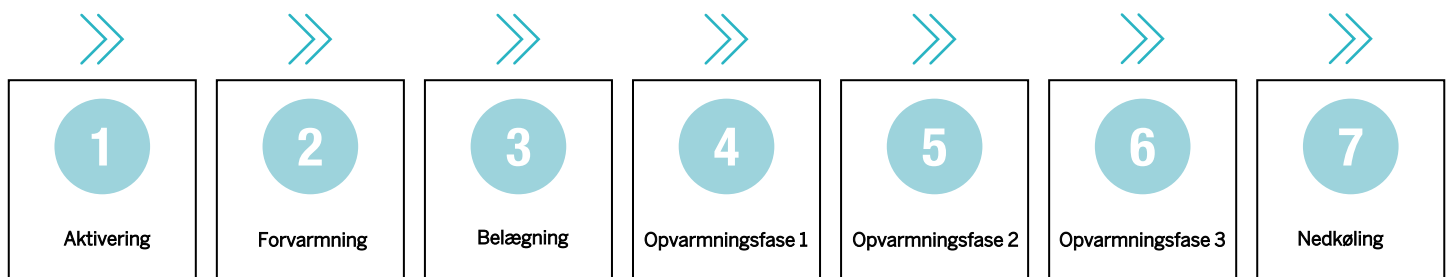 1
Aktivering
2
Forvarmning
3
Belægning
4
Opvarmningsfase 1
5
Opvarmningsfase 2
6
Opvarmningsfase 3
7
Nedkøling